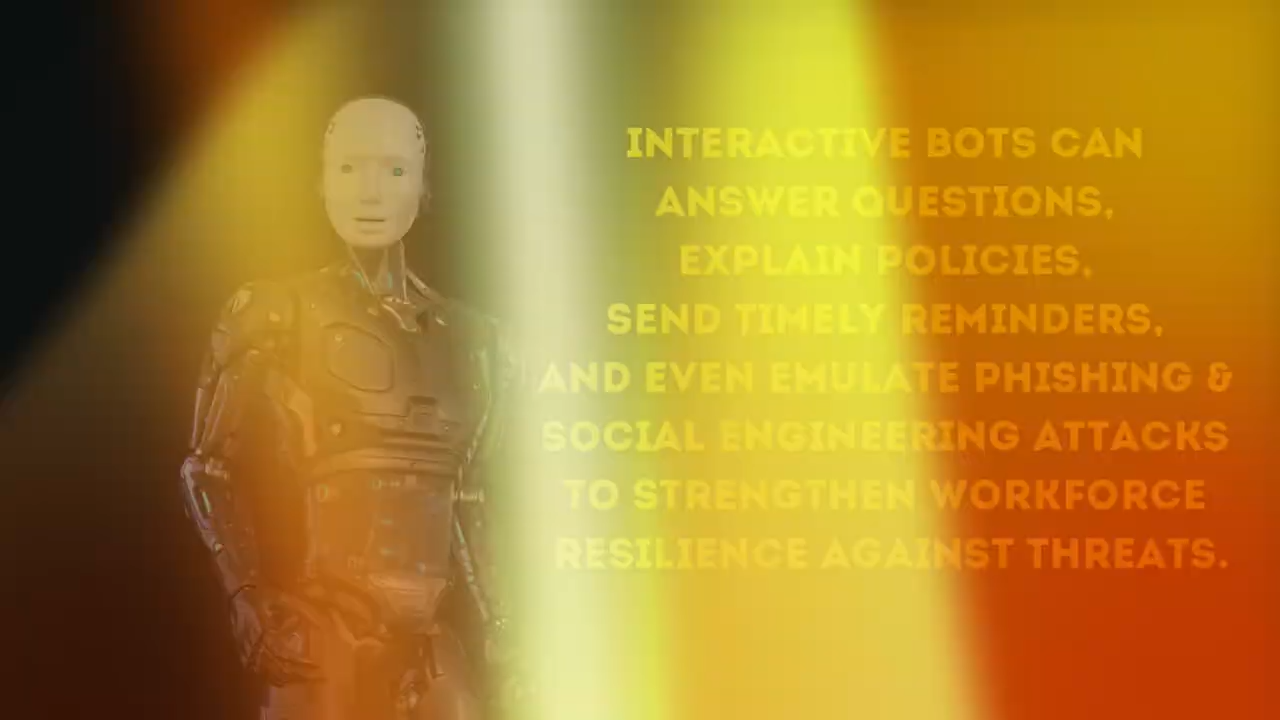 INTERACTIVE BOTS CAN
ANSWER QUESTIONS,
EXPLAIN POLICIES,
SEND TIMELY REMINDERS,
AND EVEN EMULATE PHISHING &
SOCIAL ENGINEERING ATTACKS
TO STRENGTHEN WORKFORCE
RESILIENCE AGAINST THREATS.